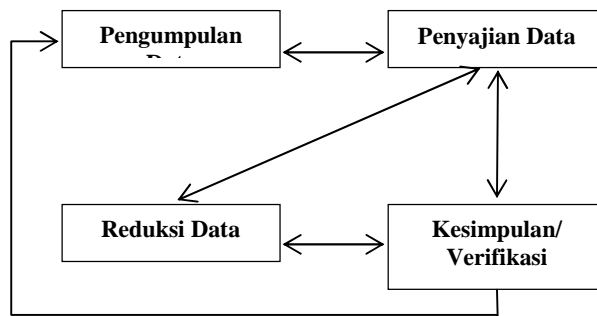 Pengumpulan
Penyajian Data
Reduksi Data
Kesimpulan/
Verifikasi